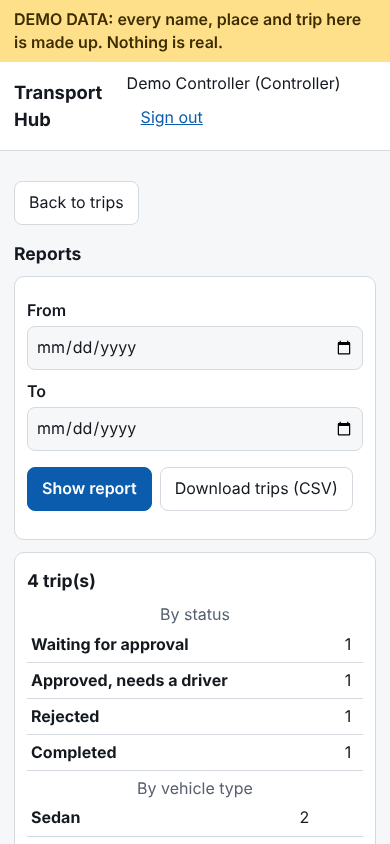 DEMO DATA: every name, place and trip here
is made up. Nothing is real.
Transport
Hub
Demo Controller (Controller)
Sign out
Back to trips
Reports
From
mm/dd/yyyy
To
mm/dd/yyyy
Show report
Download trips (CSV)
4 trip(s)
By status
Waiting for approval 1
Approved, needs a driver 1
Rejected 1
Completed 1
By vehicle type
Sedan 2